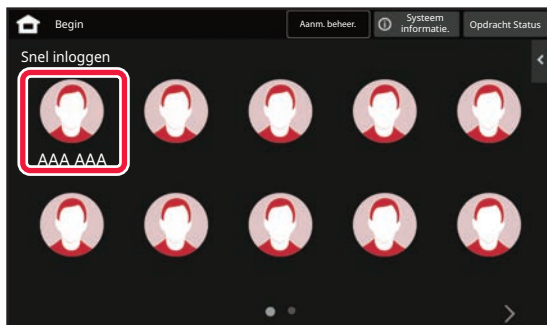 Begin
Aanm. beheer.
Systeem
informatie.
Opdracht Status
Snel inloggen
AAA AAA